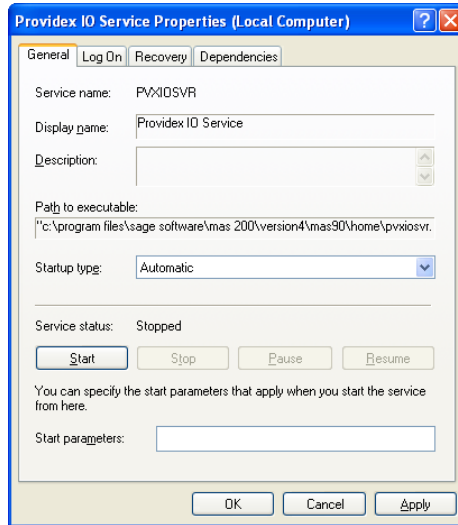 Providex IO Service Properties (Local Computer)
General Log On Recovery Dependencies
Service name: PVXIOSVR
Display name: Providex IO Service
Description:
Path to executable:
"c:\program files\sage software\mas 200\version4\mas90\home\pvxiosvr.
Startup type: Automatic
Service status: Stopped
Start Stop Pause Resume
You can specify the start parameters that apply when you start the service
from here.
Start parameters:
OK Cancel Apply